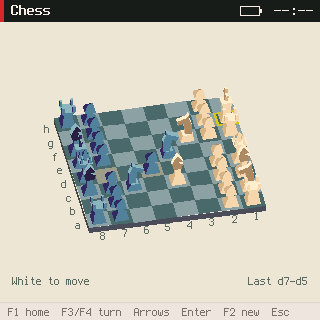 Chess --:--
h
g
f
e
d
c
b
a
8 7 6 5 4 3 2 1
White to move Last d7-d5
F1 home F3/F4 turn Arrows Enter F2 new Esc